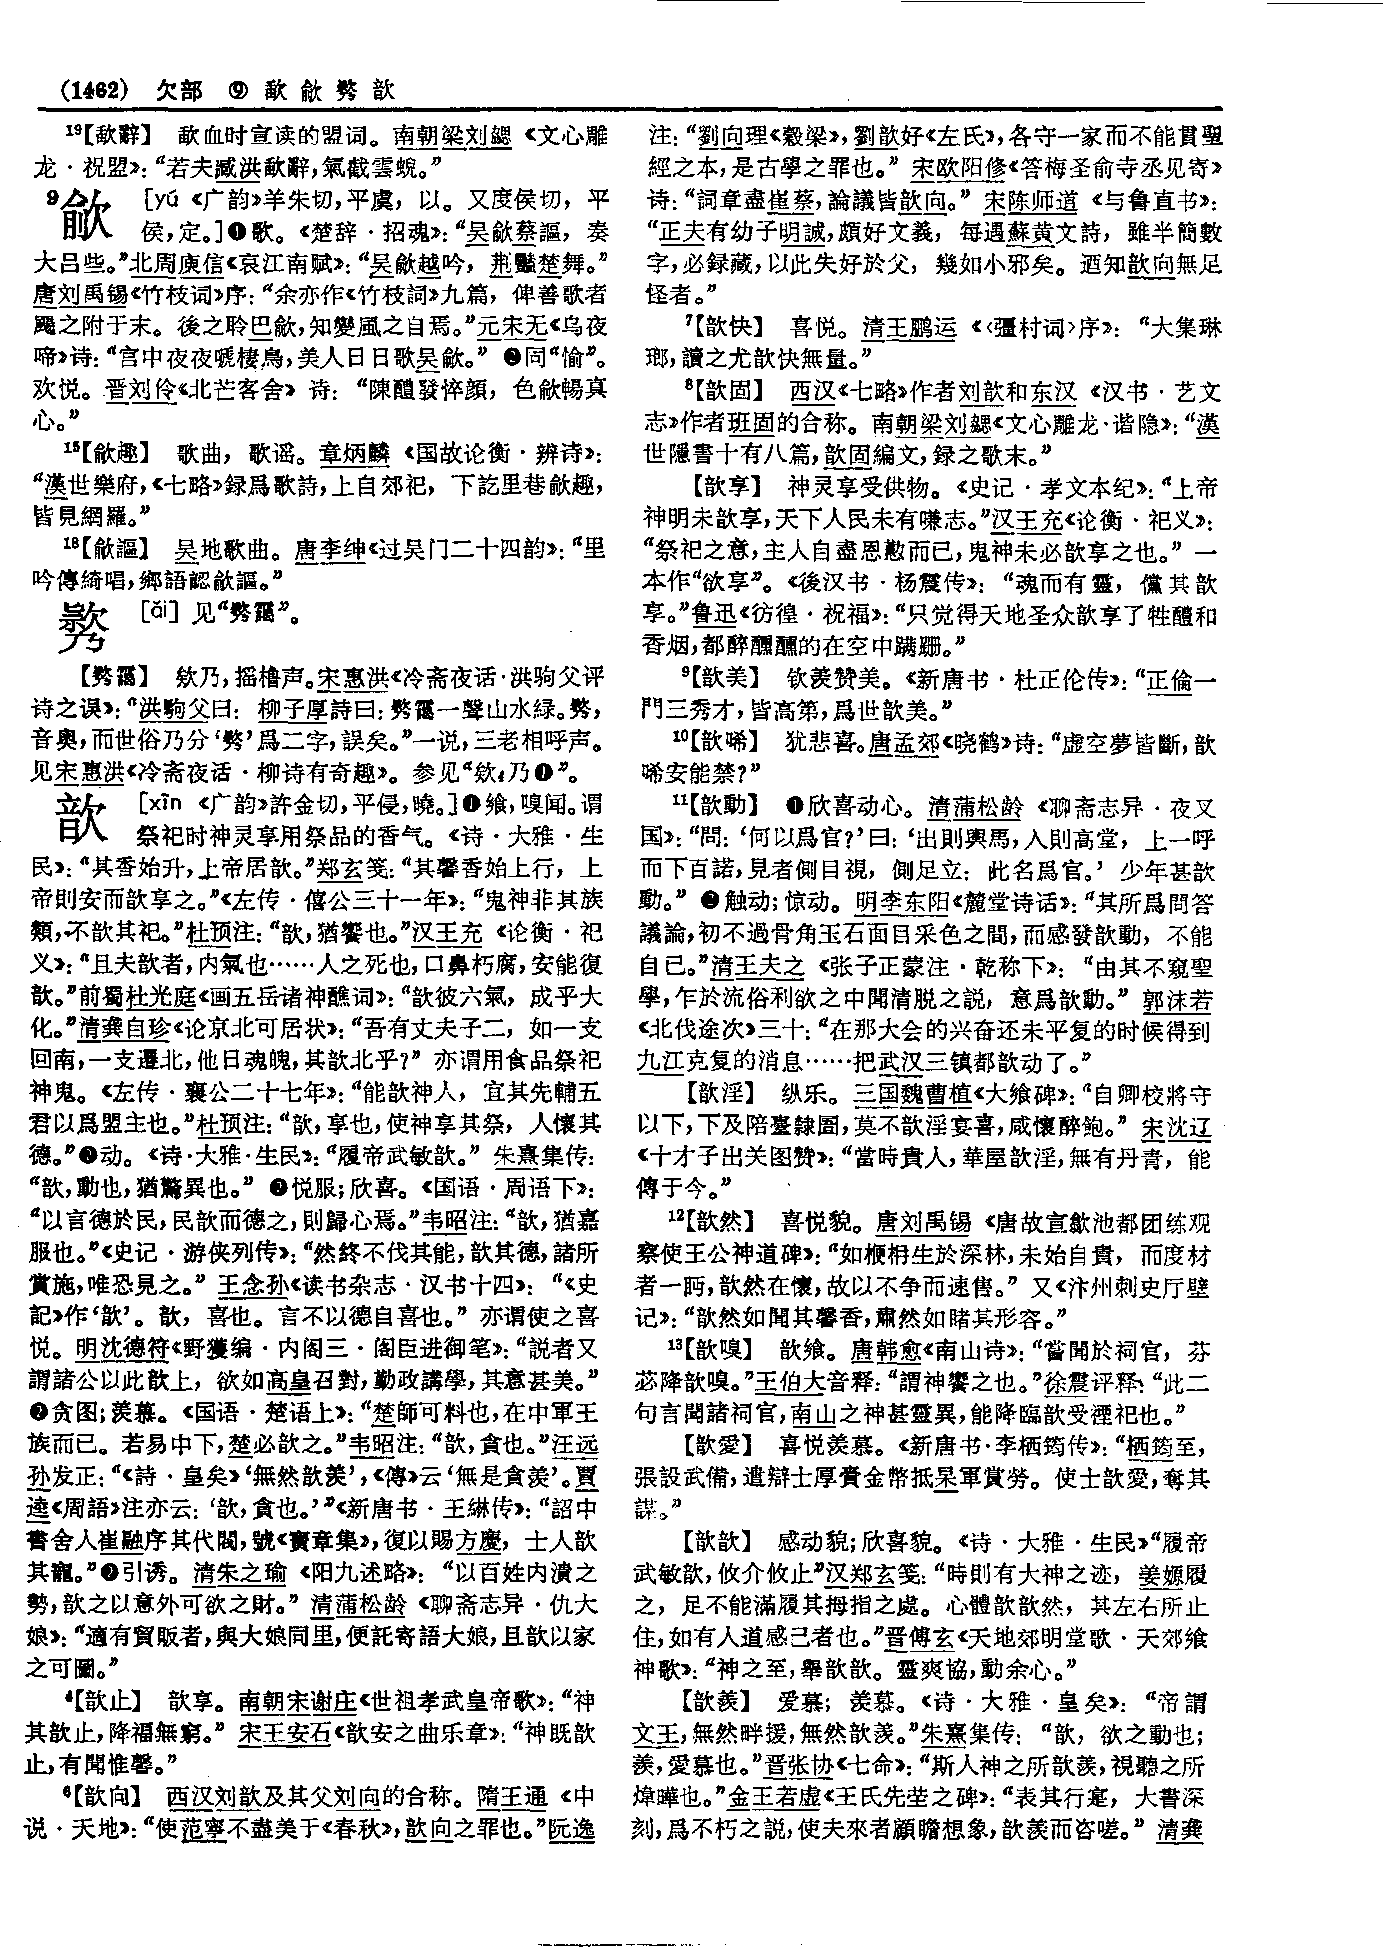 (1462) 欠部 ⑨ 歃歈欸歆
¹⁹【歃辭】 歃血时宣读的盟词。南朝梁刘勰《文心雕
龙·祝盟》：“若夫臧洪歃辭，氣截雲蜺。”
⁹歈 [yú 《广韵》羊朱切，平虞，以。又度侯切，平
侯，定。]❶歌。《楚辞·招魂》：“吴歈蔡謳，奏
大吕些。”北周庾信《哀江南赋》：“吴歈越吟，荆豔楚舞。”
唐刘禹锡《竹枝词》序：“余亦作《竹枝詞》九篇，俾善歌者
颺之附于末。後之聆巴歈，知變風之自焉。”元宋无《乌夜
啼》诗：“宫中夜夜啼棲烏，美人日日歌吴歈。” ❷同“愉”。
欢悦。晋刘伶《北芒客舍》诗：“陳醴發悴顔，色歈暢真
心。”
¹⁵【歈趣】 歌曲，歌谣。章炳麟《国故论衡·辨诗》：
“漢世樂府，《七略》録爲歌詩，上自郊祀，下訖里巷歈趣，
皆見網羅。”
¹⁸【歈謳】 吴地歌曲。唐李绅《过吴门二十四韵》：“里
吟傳綺唱，鄉語認歈謳。”
[ǎi] 见“靄”。
【靄】 欸乃，摇橹声。宋惠洪《冷斋夜话·洪驹父评
诗之误》：“洪駒父曰：柳子厚詩曰：靄一聲山水緑。，
音奥，而世俗乃分‘’爲二字，誤矣。”一说，三老相呼声。
见宋惠洪《冷斋夜话·柳诗有奇趣》。参见“欸₄乃❶”。
歆 [xīn 《广韵》許金切，平侵，曉。]❶飨，嗅闻。谓
祭祀时神灵享用祭品的香气。《诗·大雅·生
民》：“其香始升，上帝居歆。”郑玄笺：“其馨香始上行，上
帝則安而歆享之。”《左传·僖公三十一年》：“鬼神非其族
類，不歆其祀。”杜预注：“歆，猶饗也。”汉王充《论衡·祀
义》：“且夫歆者，内氣也……人之死也，口鼻朽腐，安能復
歆。”前蜀杜光庭《画五岳诸神醮词》：“歆彼六氣，成乎大
化。”清龚自珍《论京北可居状》：“吾有丈夫子二，如一支
回南，一支遷北，他日魂魄，其歆北乎？” 亦谓用食品祭祀
神鬼。《左传·襄公二十七年》：“能歆神人，宜其先輔五
君以爲盟主也。”杜预注：“歆，享也，使神享其祭，人懷其
德。”❷动。《诗·大雅·生民》：“履帝武敏歆。” 朱熹集传：
“歆，動也，猶驚異也。” ❸悦服；欣喜。《国语·周语下》：
“以言德於民，民歆而德之，則歸心焉。”韦昭注：“歆，猶嘉
服也。”《史记·游侠列传》：“然終不伐其能，歆其德，諸所
嘗施，唯恐見之。” 王念孙《读书杂志·汉书十四》：“《史
記》作‘歆’。歆，喜也。言不以德自喜也。” 亦谓使之喜
悦。明沈德符《野獲编·内阁三·阁臣进御笔》：“説者又
謂諸公以此歆上，欲如高皇召對，勤政講學，其意甚美。”
❹贪图；羡慕。《国语·楚语上》：“楚師可料也，在中軍王
族而已。若易中下，楚必歆之。”韦昭注：“歆，貪也。”汪远
孙发正：“《詩·皇矣》‘無然歆羡’，《傳》云‘無是貪羡’。賈
逵《周語》注亦云：‘歆，貪也。’”《新唐书·王綝传》：“詔中
書舍人崔融序其代閥，號《寶章集》，復以賜方慶，士人歆
其寵。”❺引诱。清朱之瑜《阳九述略》：“以百姓内潰之
勢，歆之以意外可欲之財。” 清蒲松龄《聊斋志异·仇大
娘》：“適有貿販者，與大娘同里，便託寄語大娘，且歆以家
之可圖。”
⁴【歆止】 歆享。南朝宋谢庄《世祖孝武皇帝歌》：“神
其歆止，降福無窮。” 宋王安石《歆安之曲乐章》：“神既歆
止，有聞惟馨。”
⁶【歆向】 西汉刘歆及其父刘向的合称。隋王通《中
说·天地》：“使范寧不盡美于《春秋》，歆向之罪也。”阮逸
注：“劉向理《穀梁》，劉歆好《左氏》，各守一家而不能貫聖
經之本，是古學之罪也。” 宋欧阳修《答梅圣俞寺丞见寄》
诗：“詞章盡崔蔡，論議皆歆向。” 宋陈师道《与鲁直书》：
“正夫有幼子明誠，頗好文義，每遇蘇黄文詩，雖半簡數
字，必録藏，以此失好於父，幾如小邪矣。迺知歆向無足
怪者。”
⁷【歆快】 喜悦。清王鹏运《〈彊村词〉序》：“大集琳
瑯，讀之尤歆快無量。”
⁸【歆固】 西汉《七略》作者刘歆和东汉《汉书·艺文
志》作者班固的合称。南朝梁刘勰《文心雕龙·谐隐》：“漢
世隱書十有八篇，歆固編文，録之歌末。”
【歆享】 神灵享受供物。《史记·孝文本纪》：“上帝
神明未歆享，天下人民未有嗛志。”汉王充《论衡·祀义》：
“祭祀之意，主人自盡恩懃而已，鬼神未必歆享之也。” 一
本作“欲享”。《後汉书·杨震传》：“魂而有靈，儻其歆
享。”鲁迅《彷徨·祝福》：“只觉得天地圣众歆享了牲醴和
香烟，都醉醺醺的在空中蹒跚。”
⁹【歆美】 钦羡赞美。《新唐书·杜正伦传》：“正倫一
門三秀才，皆高第，爲世歆美。”
¹⁰【歆唏】 犹悲喜。唐孟郊《晓鹤》诗：“虚空夢皆斷，歆
唏安能禁？”
¹¹【歆動】 ❶欣喜动心。清蒲松龄《聊斋志异·夜叉
国》：“問：‘何以爲官？’曰：‘出則輿馬，入則高堂，上一呼
而下百諾，見者側目視，側足立：此名爲官。’少年甚歆
動。” ❷触动；惊动。明李东阳《麓堂诗话》：“其所爲問答
議論，初不過骨角玉石面目采色之間，而感發歆動，不能
自己。”清王夫之《张子正蒙注·乾称下》：“由其不窺聖
學，乍於流俗利欲之中聞清脱之説，意爲歆動。” 郭沫若
《北伐途次》三十：“在那大会的兴奋还未平复的时候得到
九江克复的消息……把武汉三镇都歆动了。”
【歆淫】 纵乐。三国魏曹植《大飨碑》：“自卿校將守
以下，下及陪臺隸圉，莫不歆淫宴喜，咸懷醉飽。” 宋沈辽
《十才子出关图赞》：“當時貴人，華屋歆淫，無有丹青，能
傳于今。”
¹²【歆然】 喜悦貌。唐刘禹锡《唐故宣歙池都团练观
察使王公神道碑》：“如楩枏生於深林，未始自貴，而度材
者一眄，歆然在懷，故以不争而速售。” 又《汴州刺史厅壁
记》：“歆然如聞其馨香，肅然如睹其形容。”
¹³【歆嗅】 歆飨。唐韩愈《南山诗》：“嘗聞於祠官，芬
苾降歆嗅。”王伯大音释：“謂神饗之也。”徐震评释：“此二
句言聞諸祠官，南山之神甚靈異，能降臨歆受禋祀也。”
【歆愛】 喜悦羡慕。《新唐书·李栖筠传》：“栖筠至，
張設武備，遣辯士厚齎金幣抵杲軍賞勞。使士歆愛，奪其
謀。”
【歆歆】 感动貌；欣喜貌。《诗·大雅·生民》“履帝
武敏歆，攸介攸止”汉郑玄笺：“時則有大神之迹，姜嫄履
之，足不能滿履其拇指之處。心體歆歆然，其左右所止
住，如有人道感己者也。”晋傅玄《天地郊明堂歌·天郊飨
神歌》：“神之至，舉歆歆。靈爽協，動余心。”
【歆羨】 爱慕；羡慕。《诗·大雅·皇矣》：“帝謂
文王，無然畔援，無然歆羨。”朱熹集传：“歆，欲之動也；
羨，愛慕也。”晋张协《七命》：“斯人神之所歆羨，視聽之所
煒曄也。”金王若虚《王氏先茔之碑》：“表其行寔，大書深
刻，爲不朽之説，使夫來者顧瞻想象，歆羨而咨嗟。” 清龚